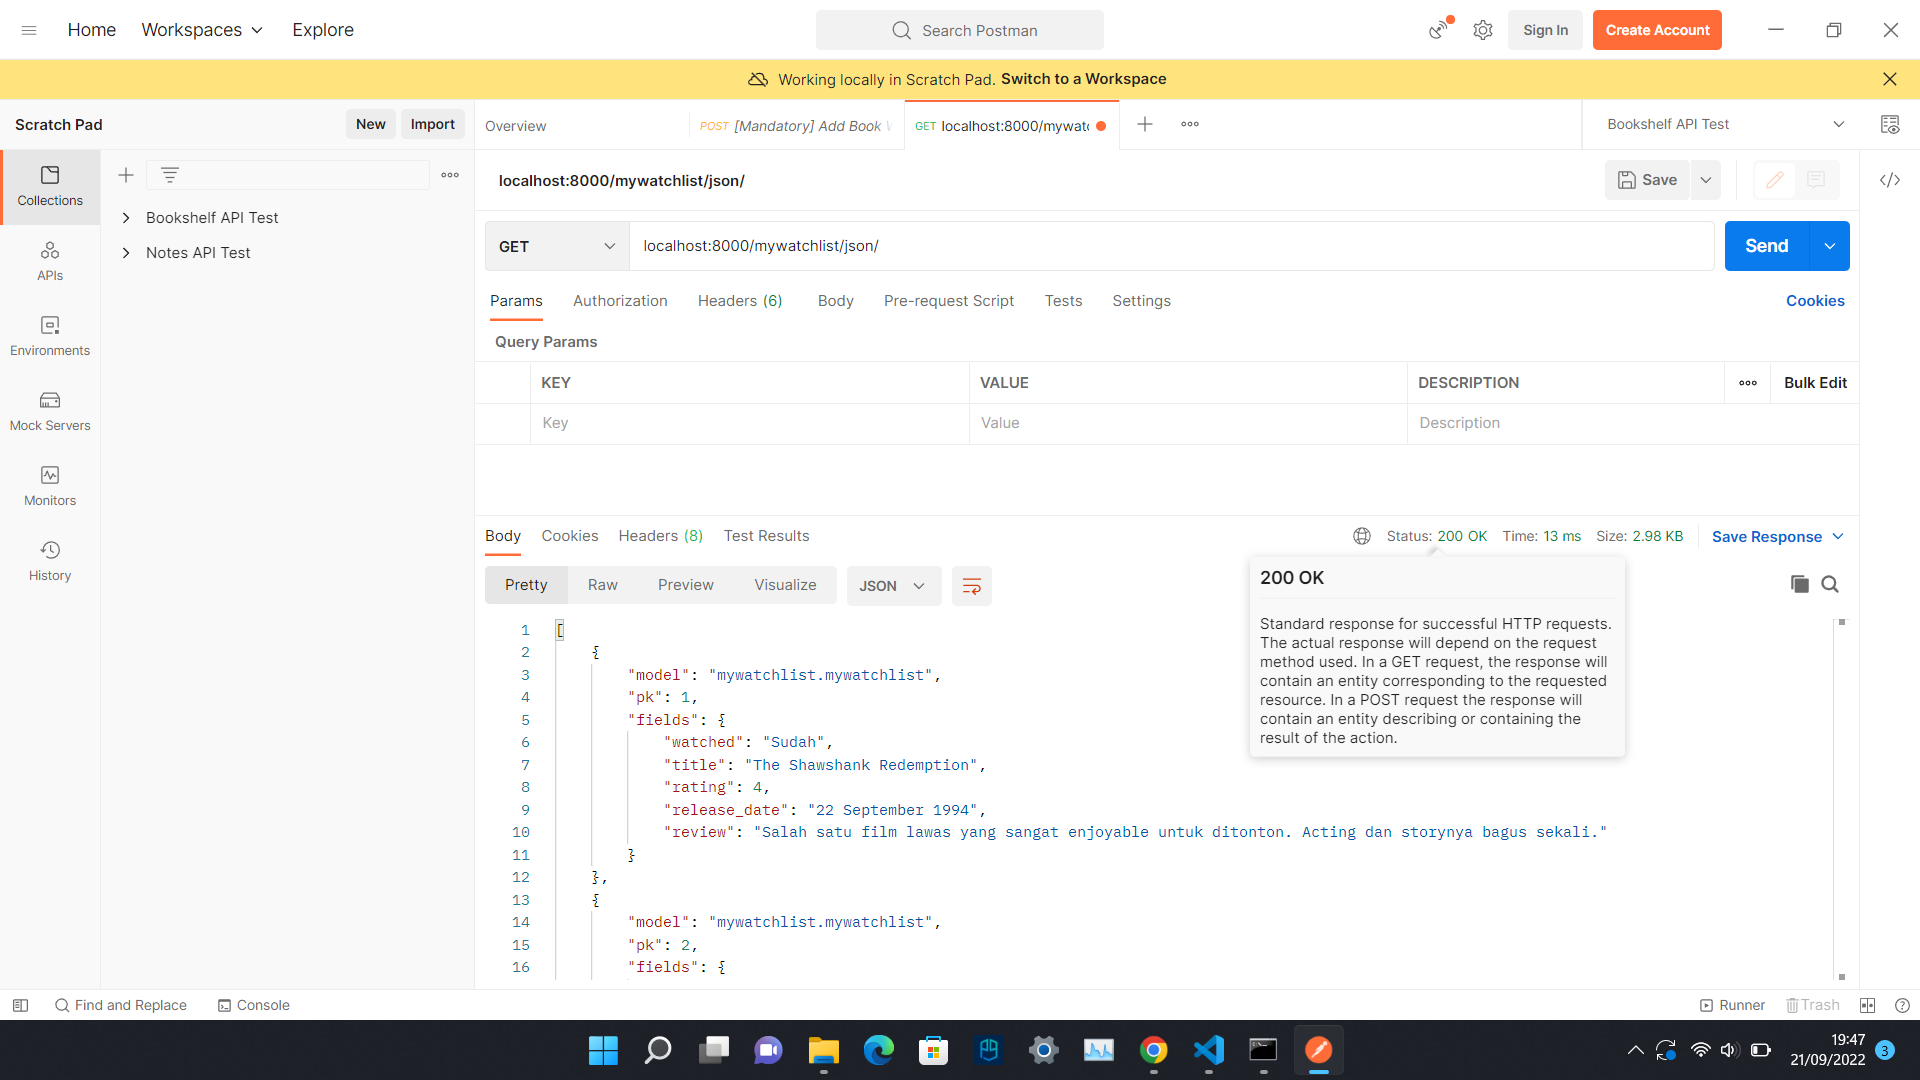 Home
Workspaces
Explore
Search Postman
Sign In
Create Account
Working locally in Scratch Pad. Switch to a Workspace
Scratch Pad
New
Import
Overview
POST [Mandatory] Add Book W
GET localhost:8000/mywatc
Bookshelf API Test
Collections
APIs
Environments
Mock Servers
Monitors
History
Bookshelf API Test
Notes API Test
localhost:8000/mywatchlist/json/
Save
GET
localhost:8000/mywatchlist/json/
Send
Params
Authorization
Headers (6)
Body
Pre-request Script
Tests
Settings
Cookies
Query Params
KEY
VALUE
DESCRIPTION
Bulk Edit
Key
Value
Description
Body
Cookies
Headers (8)
Test Results
Status: 200 OK
Time: 13 ms
Size: 2.98 KB
Save Response
Pretty
Raw
Preview
Visualize
JSON
200 OK
Standard response for successful HTTP requests.
The actual response will depend on the request
method used. In a GET request, the response will
contain an entity corresponding to the requested
resource. In a POST request the response will
contain an entity describing or containing the
result of the action.
1 [
2 {
3 "model": "mywatchlist.mywatchlist",
4 "pk": 1,
5 "fields": {
6 "watched": "Sudah",
7 "title": "The Shawshank Redemption",
8 "rating": 4,
9 "release_date": "22 September 1994",
10 "review": "Salah satu film lawas yang sangat enjoyable untuk ditonton. Acting dan storynya bagus sekali."
11 }
12 },
13 {
14 "model": "mywatchlist.mywatchlist",
15 "pk": 2,
16 "fields": {
Find and Replace
Console
Runner
Trash
19:47
21/09/2022
3